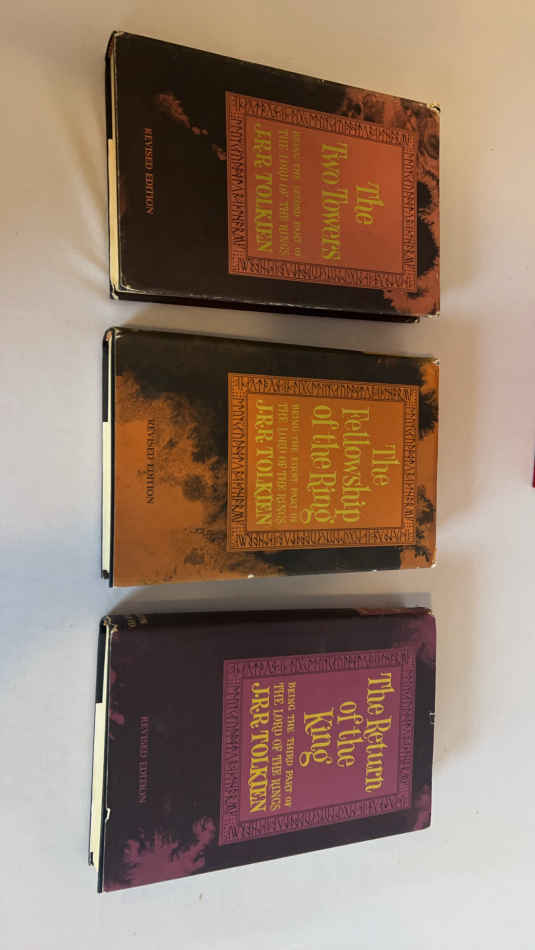 The
Two Towers
BEING THE SECOND PART OF
THE LORD OF THE RINGS
J.R.R. TOLKIEN
REVISED EDITION
The
Fellowship
of the Ring
BEING THE FIRST PART OF
THE LORD OF THE RINGS
J.R.R. TOLKIEN
REVISED EDITION
The Return
of the
King
BEING THE THIRD PART OF
THE LORD OF THE RINGS
J.R.R. TOLKIEN
REVISED EDITION